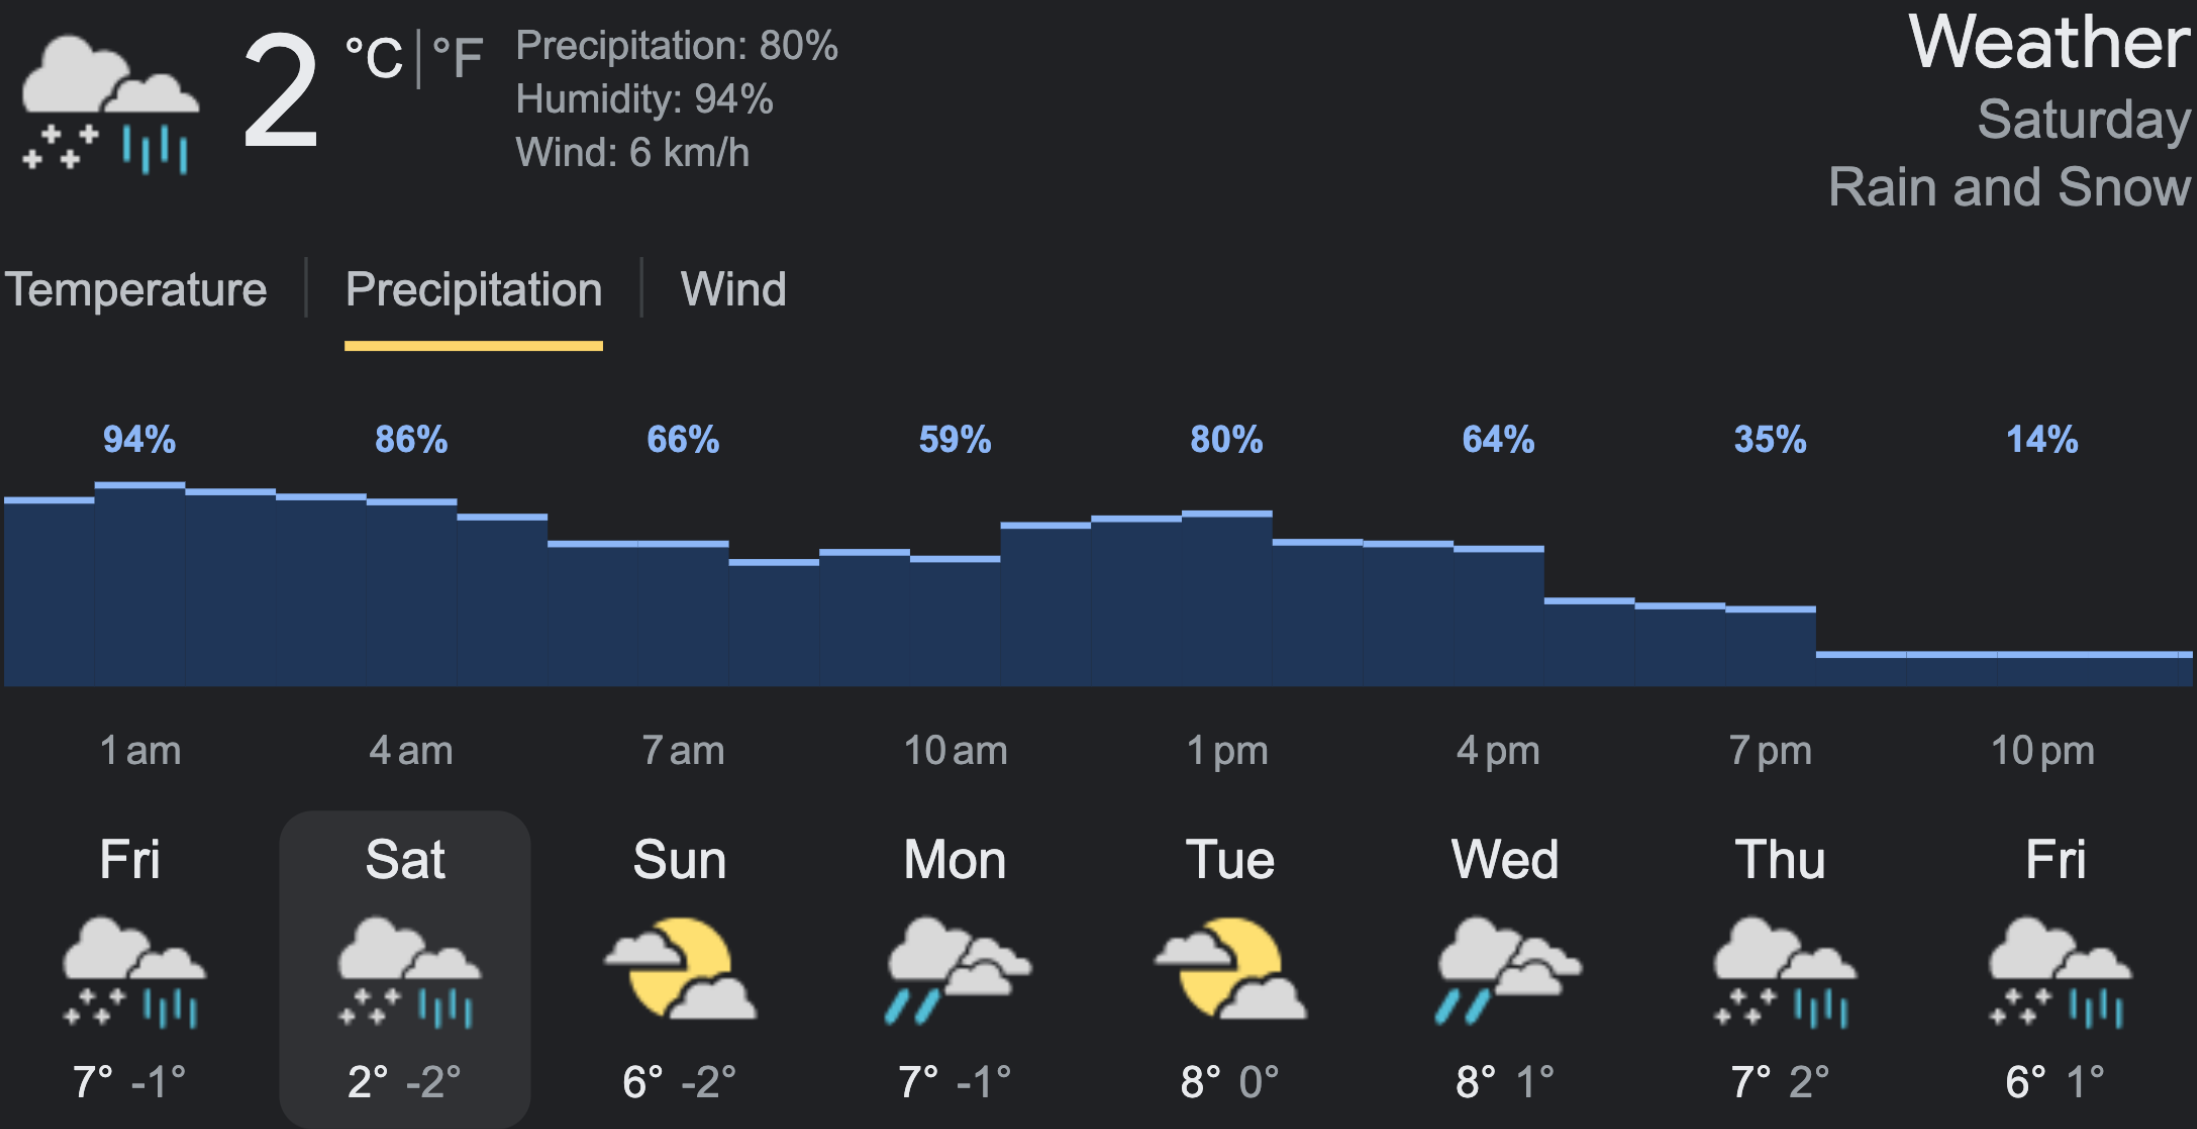 2 °C | °F
Precipitation: 80%
Humidity: 94%
Wind: 6 km/h
Weather
Saturday
Rain and Snow
Temperature | Precipitation | Wind
94% 86% 66% 59% 80% 64% 35% 14%
1 am 4 am 7 am 10 am 1 pm 4 pm 7 pm 10 pm
Fri Sat Sun Mon Tue Wed Thu Fri
7° -1° 2° -2° 6° -2° 7° -1° 8° 0° 8° 1° 7° 2° 6° 1°